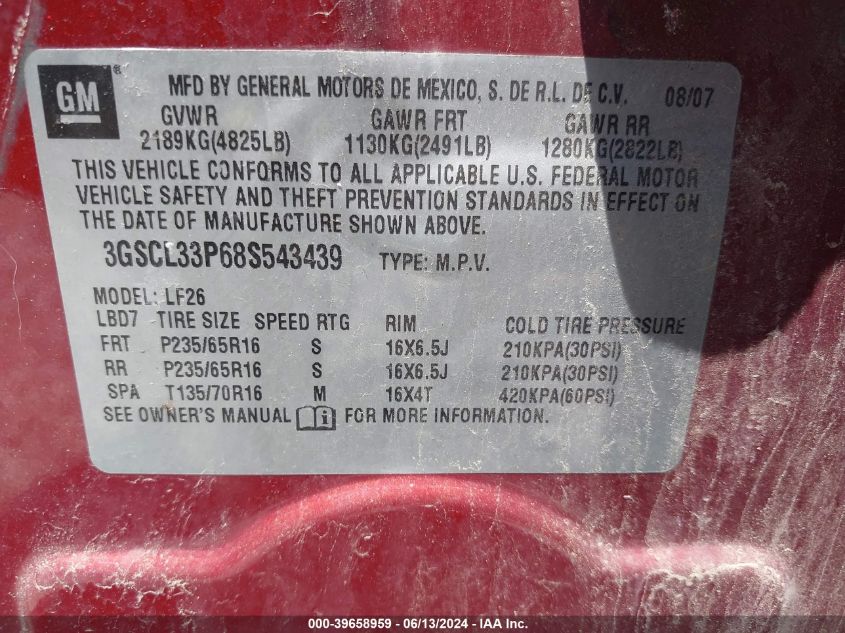 GM® MFD BY GENERAL MOTORS DE MEXICO, S. DE R.L. DE C.V. 08/07
GVWR GAWR FRT GAWR RR
2189KG(4825LB) 1130KG(2491LB) 1280KG(2822LB)
THIS VEHICLE CONFORMS TO ALL APPLICABLE U.S. FEDERAL MOTOR
VEHICLE SAFETY AND THEFT PREVENTION STANDARDS IN EFFECT ON
THE DATE OF MANUFACTURE SHOWN ABOVE.
3GSCL33P68S543439 TYPE: M.P.V.
MODEL: LF26
LBD7 TIRE SIZE SPEED RTG RIM COLD TIRE PRESSURE
FRT P235/65R16 S 16X6.5J 210KPA(30PSI)
RR P235/65R16 S 16X6.5J 210KPA(30PSI)
SPA T135/70R16 M 16X4T 420KPA(60PSI)
SEE OWNER'S MANUAL FOR MORE INFORMATION.
000-39658959 - 06/13/2024 - IAA Inc.